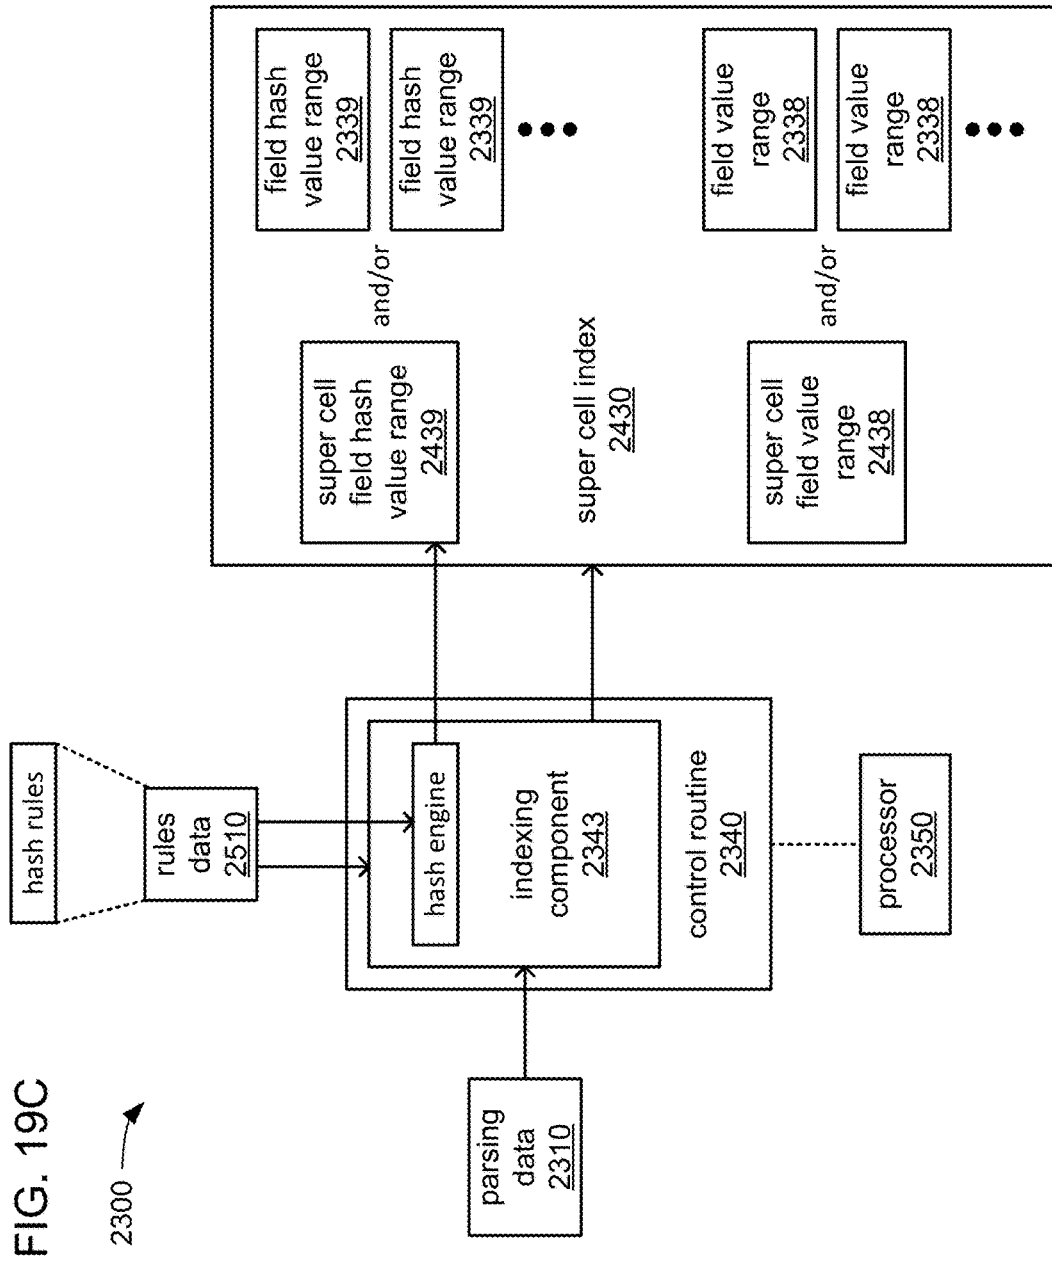 FIG. 19C
2300
hash rules
rules
data
2510
parsing
data
2310
hash engine
indexing
component
2343
control routine
2340
processor
2350
super cell
field hash
value range
2439
and/or
field hash
value range
2339
field hash
value range
2339
super cell index
2430
super cell
field value
range
2438
and/or
field value
range
2338
field value
range
2338